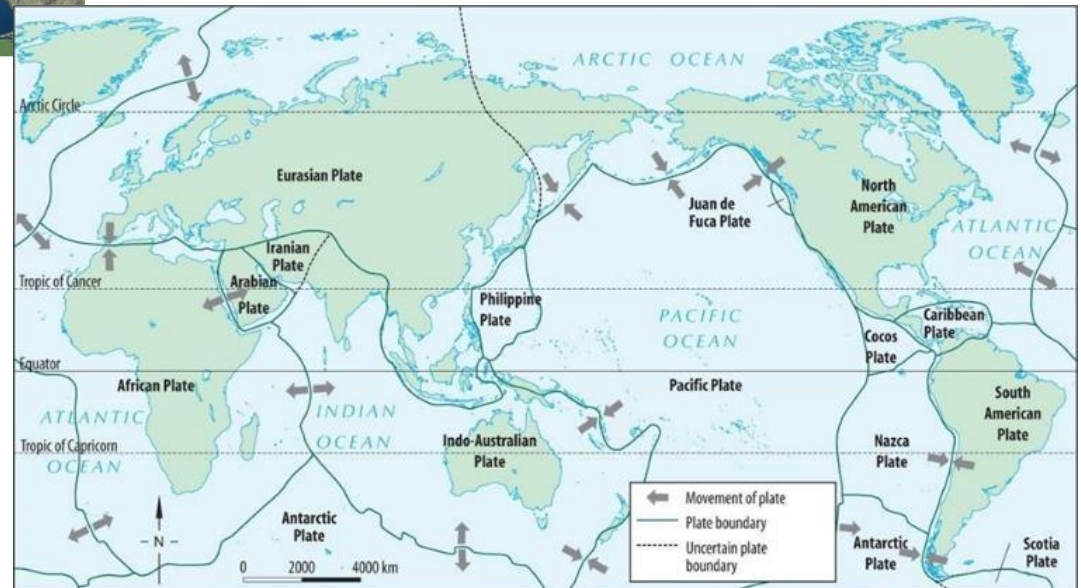 ARCTIC OCEAN
Arctic Circle
Eurasian Plate
Juan de
Fuca Plate
North
American
Plate
ATLANTIC
OCEAN
Iranian
Plate
Arabian
Plate
Tropic of Cancer
Philippine
Plate
PACIFIC
OCEAN
Caribbean
Plate
Cocos
Plate
Equator
African Plate
Pacific Plate
South
American
Plate
ATLANTIC
OCEAN
INDIAN
OCEAN
Indo-Australian
Plate
Tropic of Capricorn
Nazca
Plate
Antarctic
Plate
N
0 2000 4000 km
Movement of plate
Plate boundary
Uncertain plate
boundary
Antarctic
Plate
Scotia
Plate